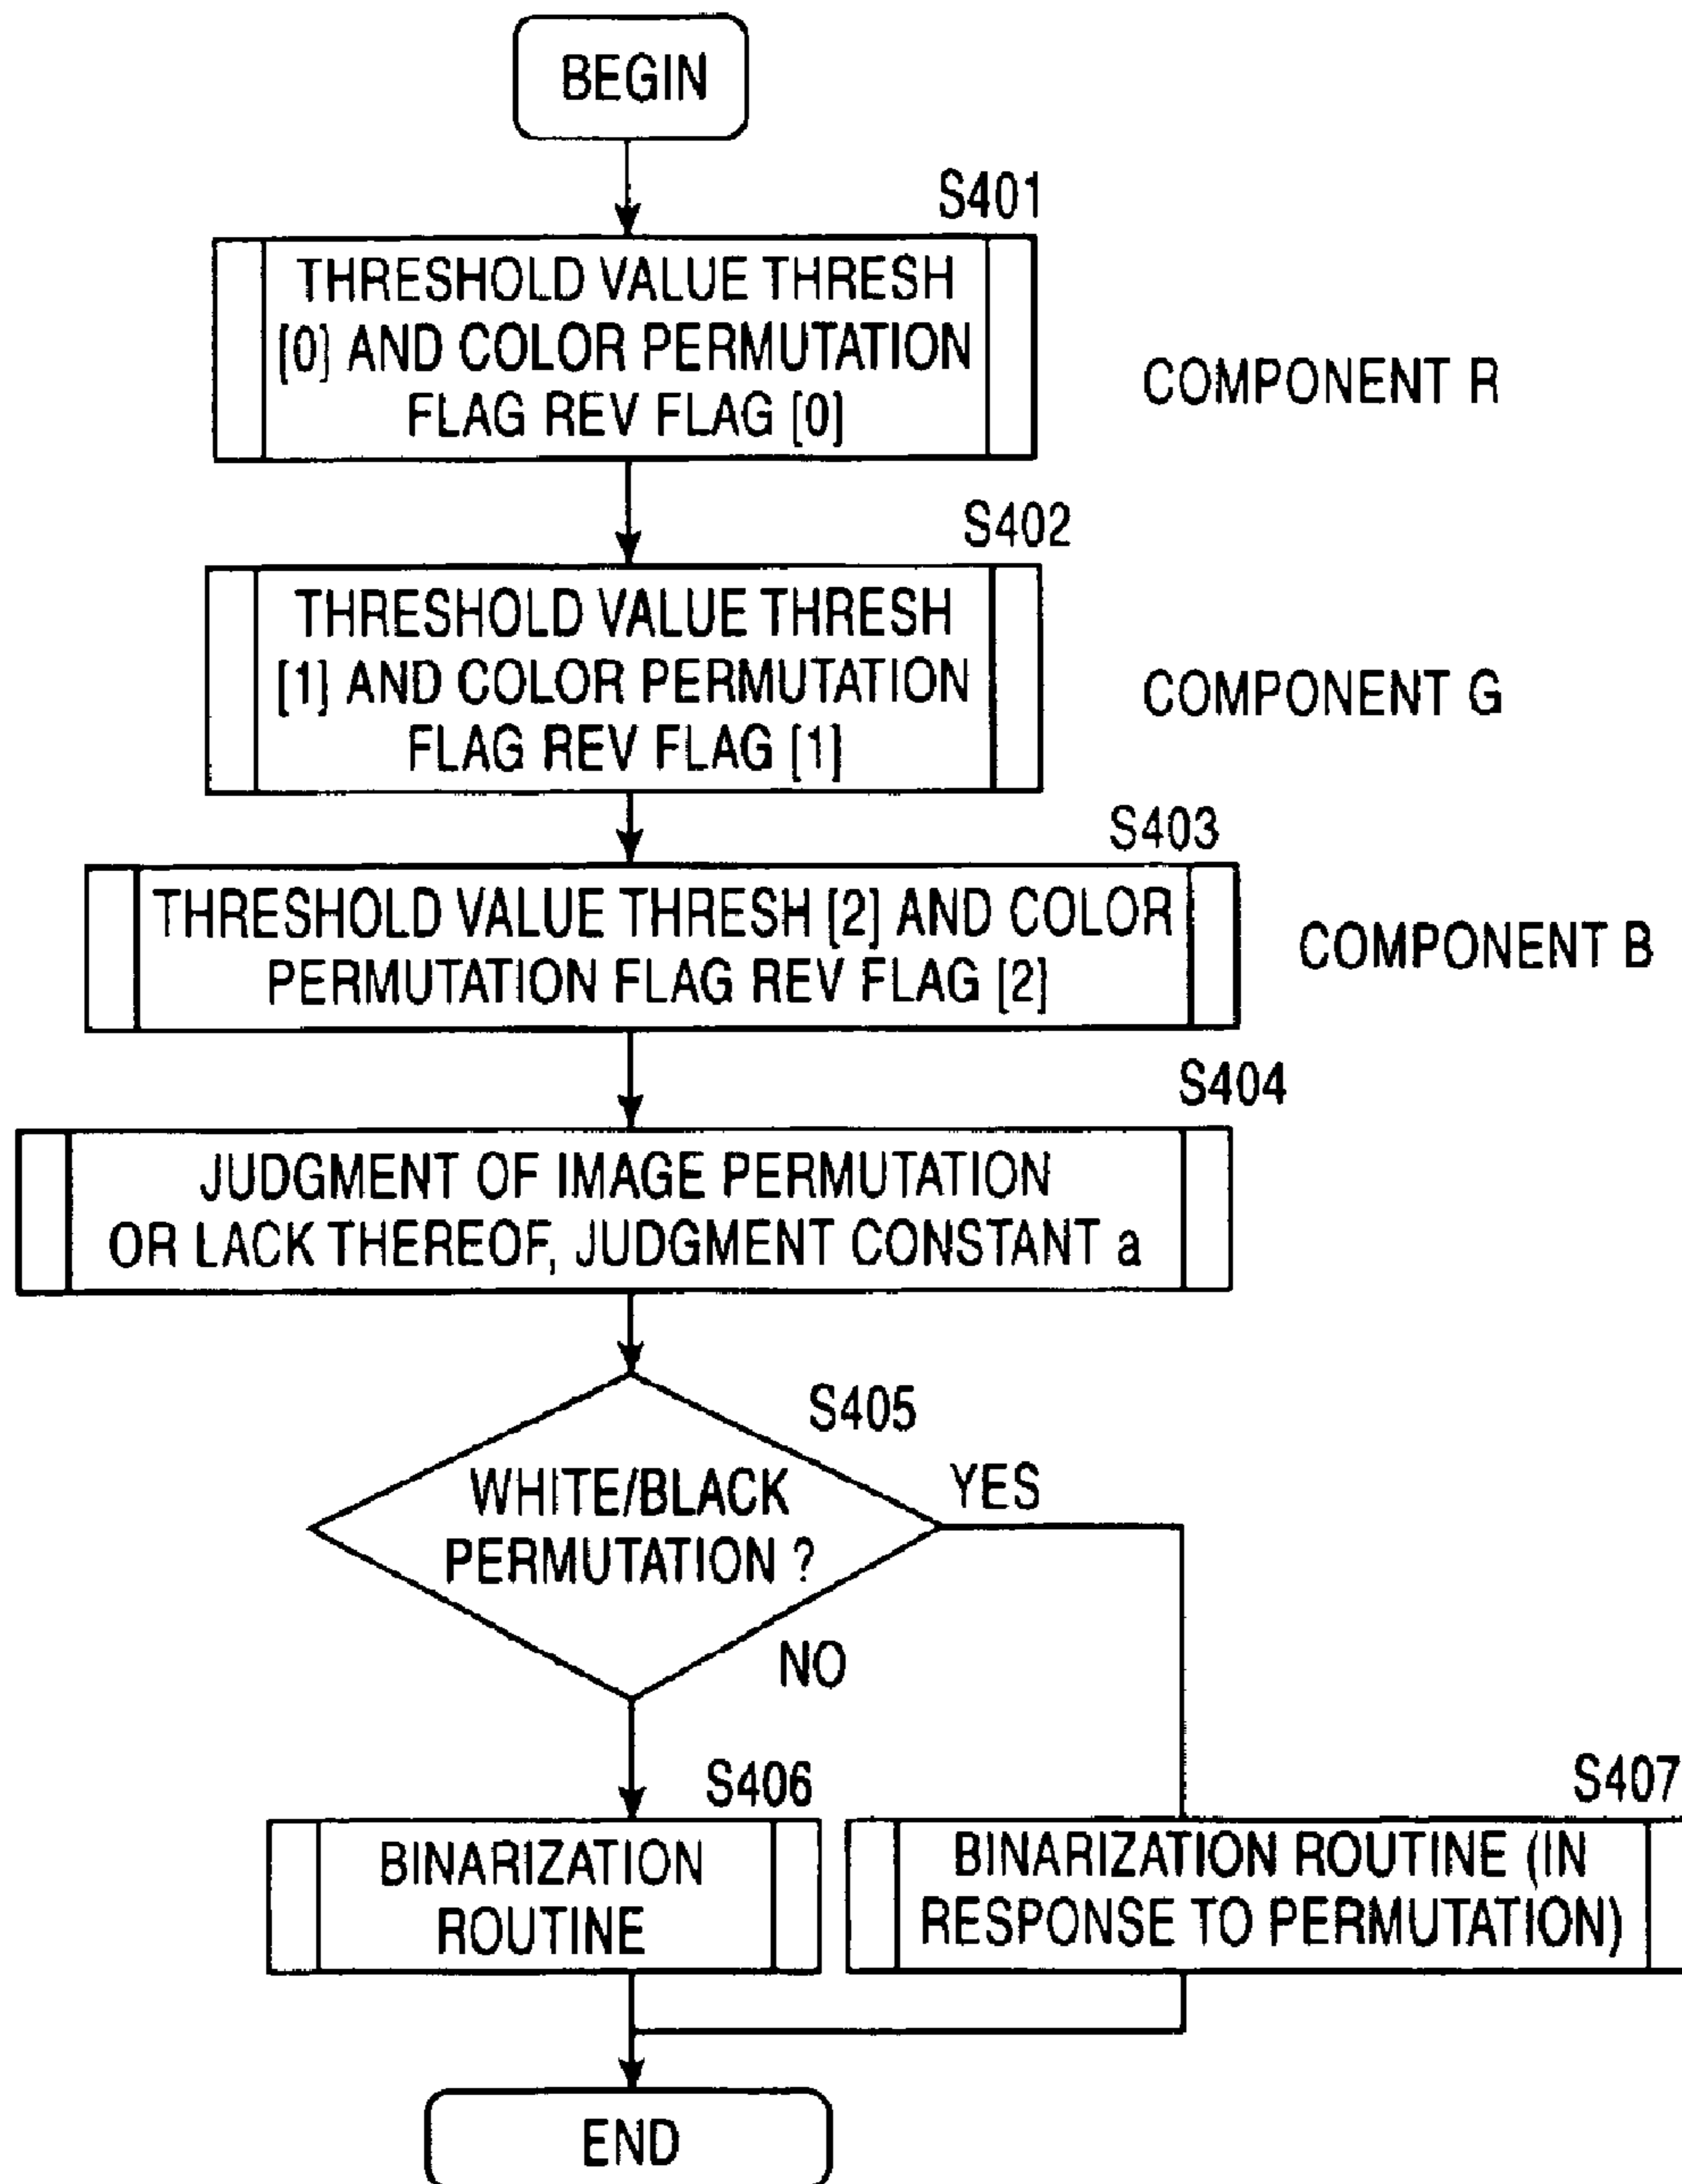 BEGIN
S401
THRESHOLD VALUE THRESH
[0] AND COLOR PERMUTATION
FLAG REV FLAG [0]
COMPONENT R
S402
THRESHOLD VALUE THRESH
[1] AND COLOR PERMUTATION
FLAG REV FLAG [1]
COMPONENT G
S403
THRESHOLD VALUE THRESH [2] AND COLOR
PERMUTATION FLAG REV FLAG [2]
COMPONENT B
S404
JUDGMENT OF IMAGE PERMUTATION
OR LACK THEREOF, JUDGMENT CONSTANT a
S405
WHITE/BLACK
PERMUTATION ?
YES
NO
S406
BINARIZATION
ROUTINE
S407
BINARIZATION ROUTINE (IN
RESPONSE TO PERMUTATION)
END